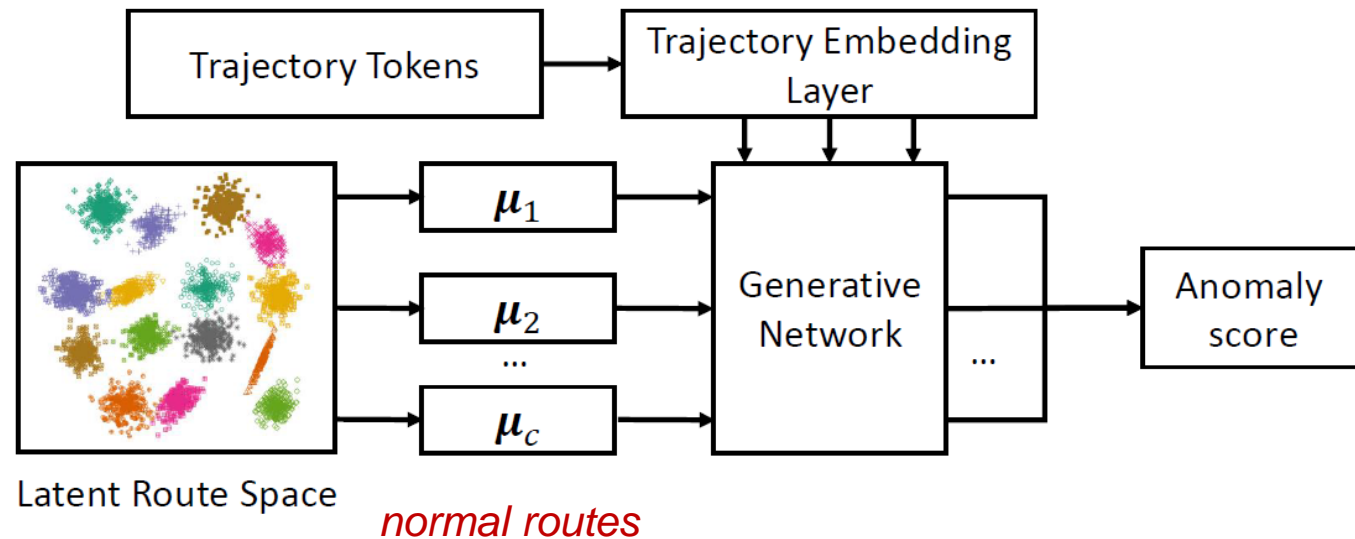 Trajectory Tokens
Trajectory Embedding
Layer
μ1
μ2
...
μc
Generative
Network
...
Anomaly
score
Latent Route Space
normal routes